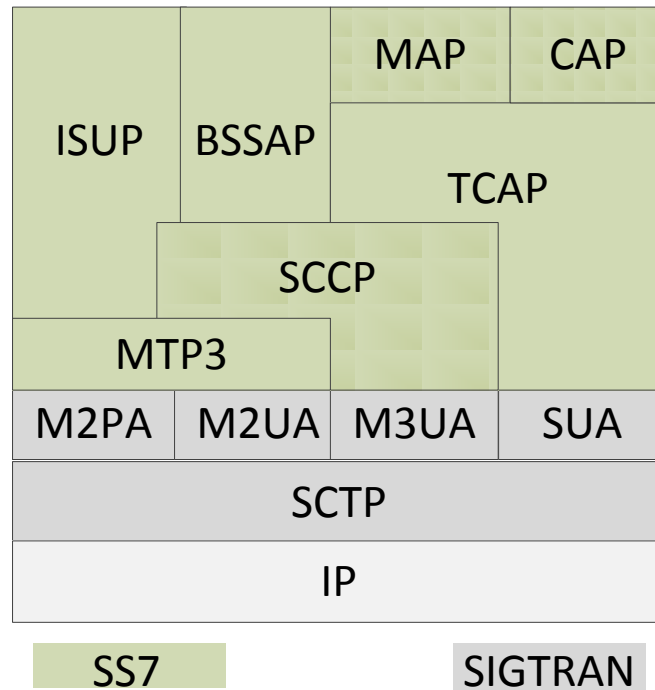 MAP CAP
ISUP BSSAP
TCAP
SCCP
MTP3
M2PA M2UA M3UA SUA
SCTP
IP
SS7 SIGTRAN